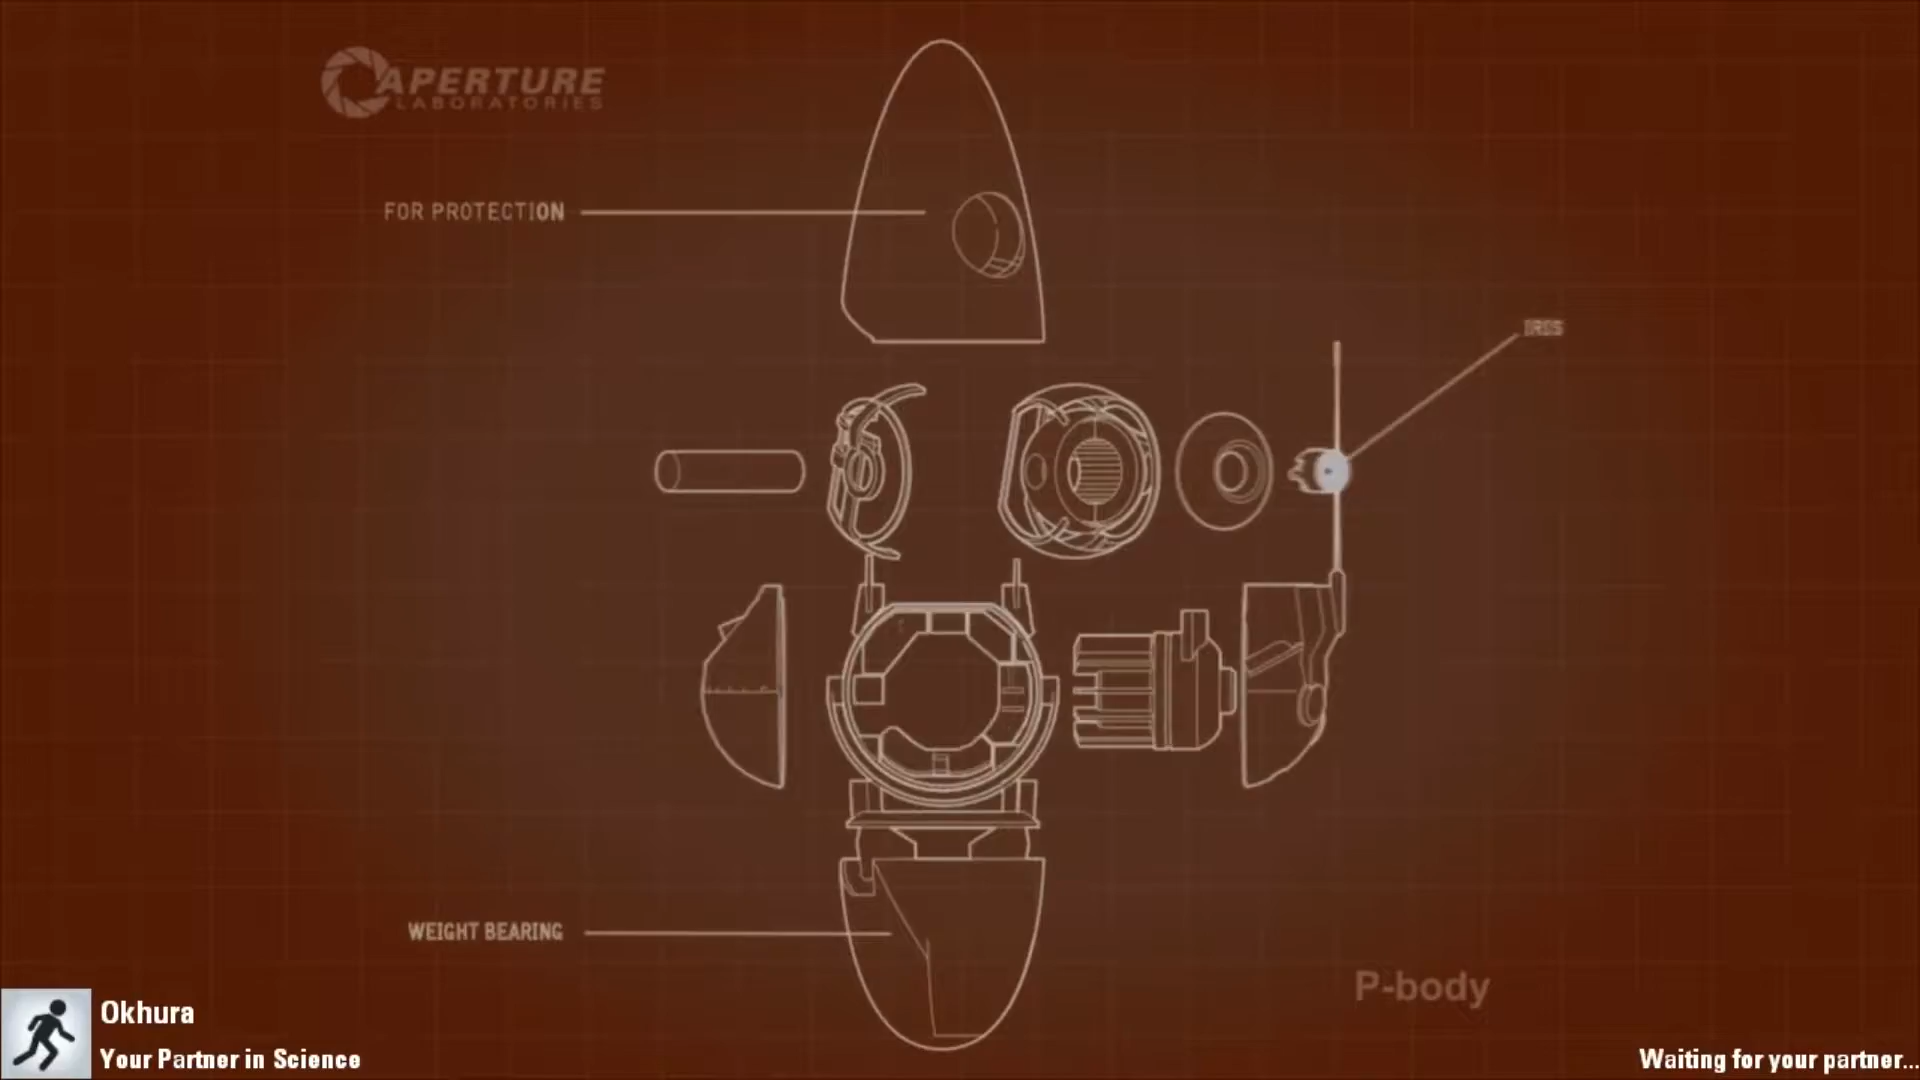 APERTURE
LABORATORIES
FOR PROTECTION
IRIS
WEIGHT BEARING
P-body
Okhura
Your Partner in Science
Waiting for your partner...